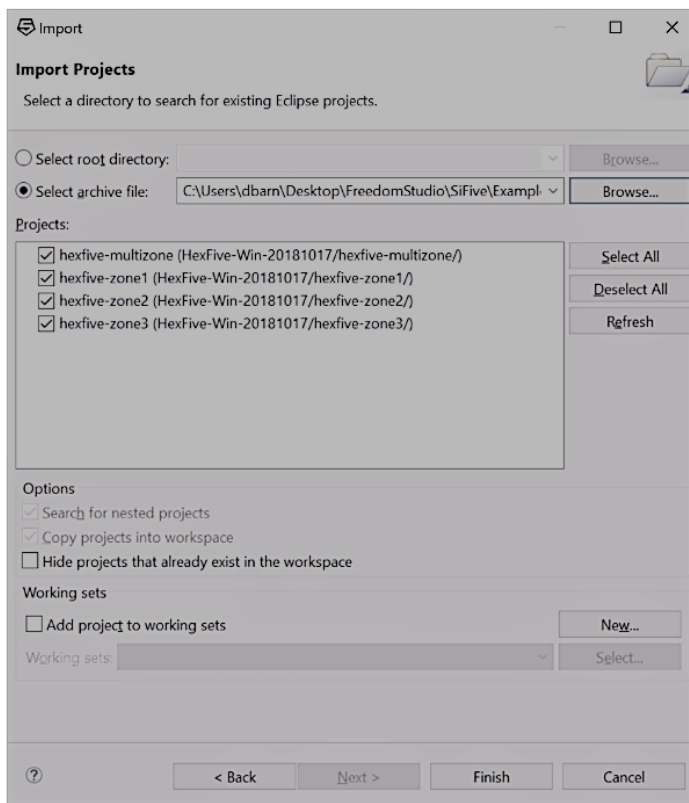 Import
Import Projects
Select a directory to search for existing Eclipse projects.
Select root directory:
Browse...
Select archive file:
C:\Users\dbarn\Desktop\FreedomStudio\SiFive\Exampl
Browse...
Projects:
hexfive-multizone (HexFive-Win-20181017/hexfive-multizone/)
hexfive-zone1 (HexFive-Win-20181017/hexfive-zone1/)
hexfive-zone2 (HexFive-Win-20181017/hexfive-zone2/)
hexfive-zone3 (HexFive-Win-20181017/hexfive-zone3/)
Select All
Deselect All
Refresh
Options
Search for nested projects
Copy projects into workspace
Hide projects that already exist in the workspace
Working sets
Add project to working sets
New...
Working sets:
Select...
?
< Back
Next >
Finish
Cancel